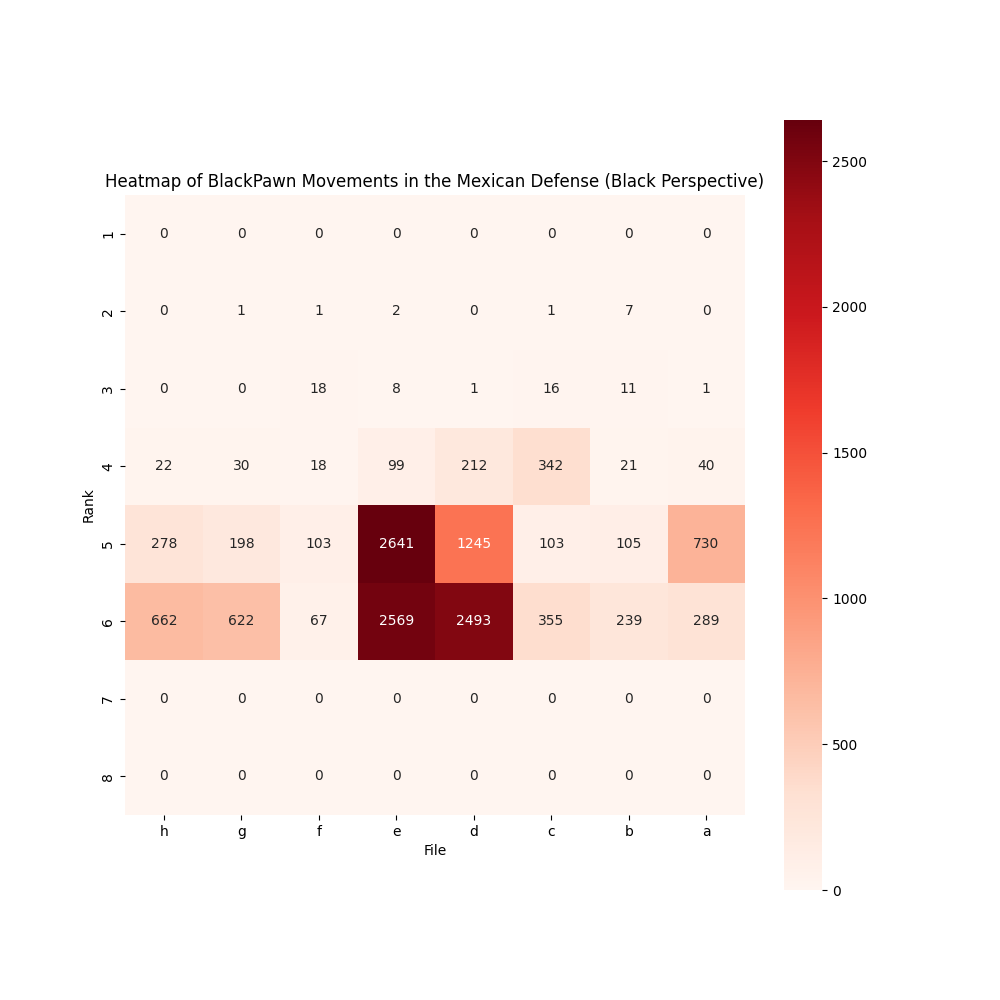 Heatmap of BlackPawn Movements in the Mexican Defense (Black Perspective)
1 0 0 0 0 0 0 0 0
2 0 1 1 2 0 1 7 0
3 0 0 18 8 1 16 11 1
4 22 30 18 99 212 342 21 40
5 278 198 103 2641 1245 103 105 730
6 662 622 67 2569 2493 355 239 289
7 0 0 0 0 0 0 0 0
8 0 0 0 0 0 0 0 0
h g f e d c b a
File
Rank
2500
2000
1500
1000
500
0